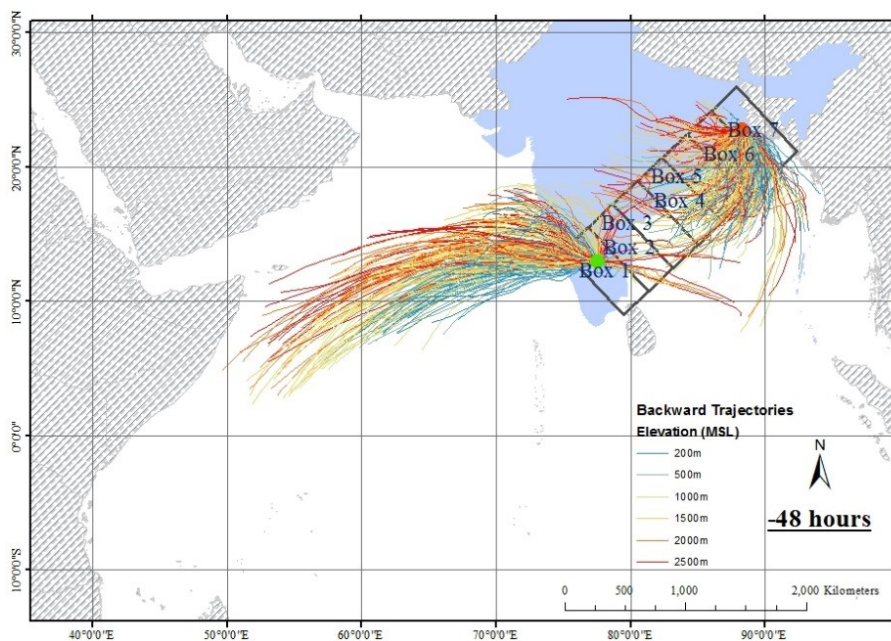 30°0'0"N
20°0'0"N
10°0'0"N
0°0'0"
10°0'0"S
Box 7
Box 6
Box 5
Box 4
Box 3
Box 2
Box 1
Backward Trajectories
Elevation (MSL)
200m
500m
1000m
1500m
2000m
2500m
N
-48 hours
0 500 1,000 2,000 Kilometers
40°0'0"E 50°0'0"E 60°0'0"E 70°0'0"E 80°0'0"E 90°0'0"E